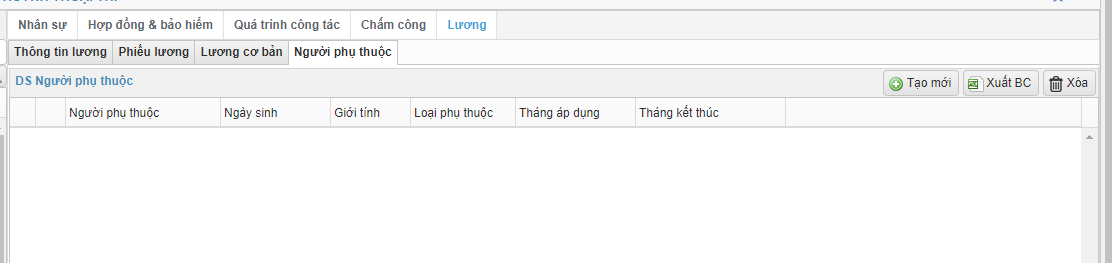 Nhân sự Hợp đồng & bảo hiểm Quá trình công tác Chấm công Lương
Thông tin lương Phiếu lương Lương cơ bản Người phụ thuộc
DS Người phụ thuộc Tạo mới Xuất BC Xóa
Người phụ thuộc Ngày sinh Giới tính Loại phụ thuộc Tháng áp dụng Tháng kết thúc